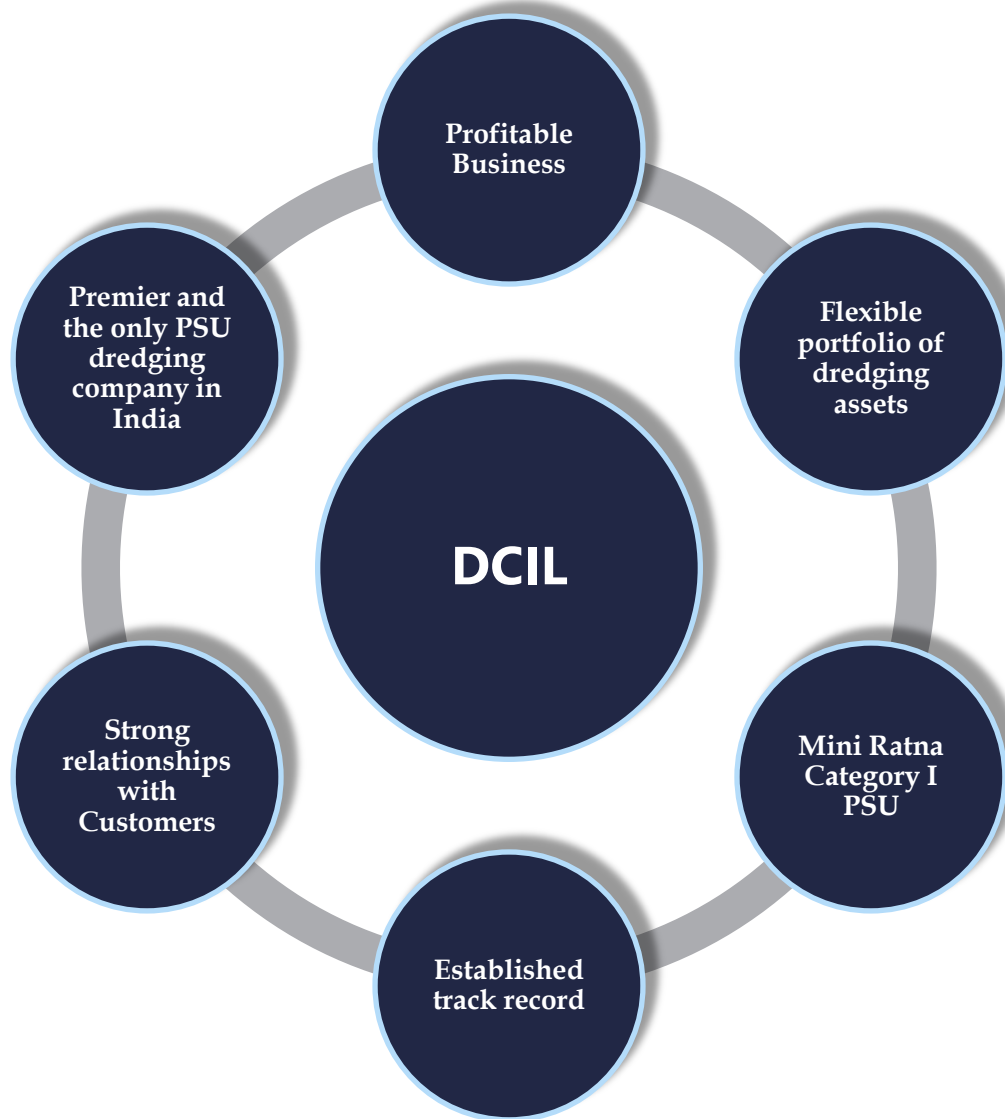 Profitable
Business
Flexible
portfolio of
dredging
assets
Mini Ratna
Category I
PSU
Established
track record
Strong
relationships
with
Customers
Premier and
the only PSU
dredging
company in
India
DCIL